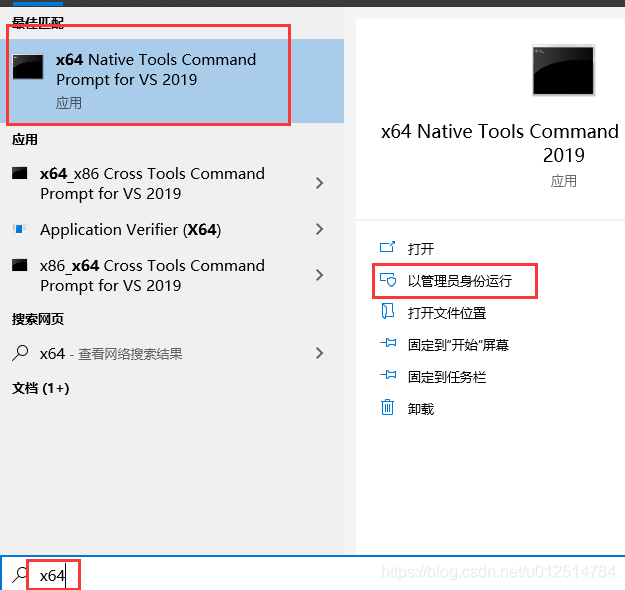 最佳匹配
x64 Native Tools Command
Prompt for VS 2019
应用
应用
x64_x86 Cross Tools Command
Prompt for VS 2019
Application Verifier (X64)
x86_x64 Cross Tools Command
Prompt for VS 2019
搜索网页
x64 - 查看网络搜索结果
文档 (1+)
x64 Native Tools Command
2019
应用
打开
以管理员身份运行
打开文件位置
固定到"开始"屏幕
固定到任务栏
卸载
x64
https://blog.csdn.net/u012514784